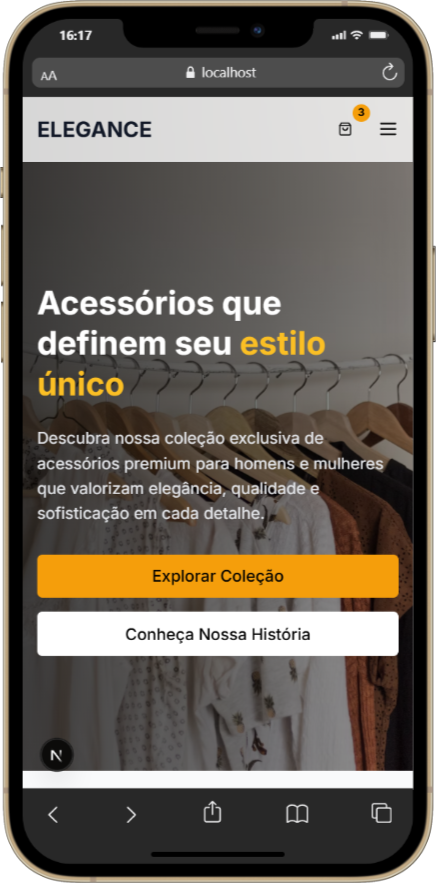 16:17
AA
localhost
ELEGANCE
3
Acessórios que
definem seu estilo
único
Descubra nossa coleção exclusiva de
acessórios premium para homens e mulheres
que valorizam elegância, qualidade e
sofisticação em cada detalhe.
Explorar Coleção
Conheça Nossa História
N